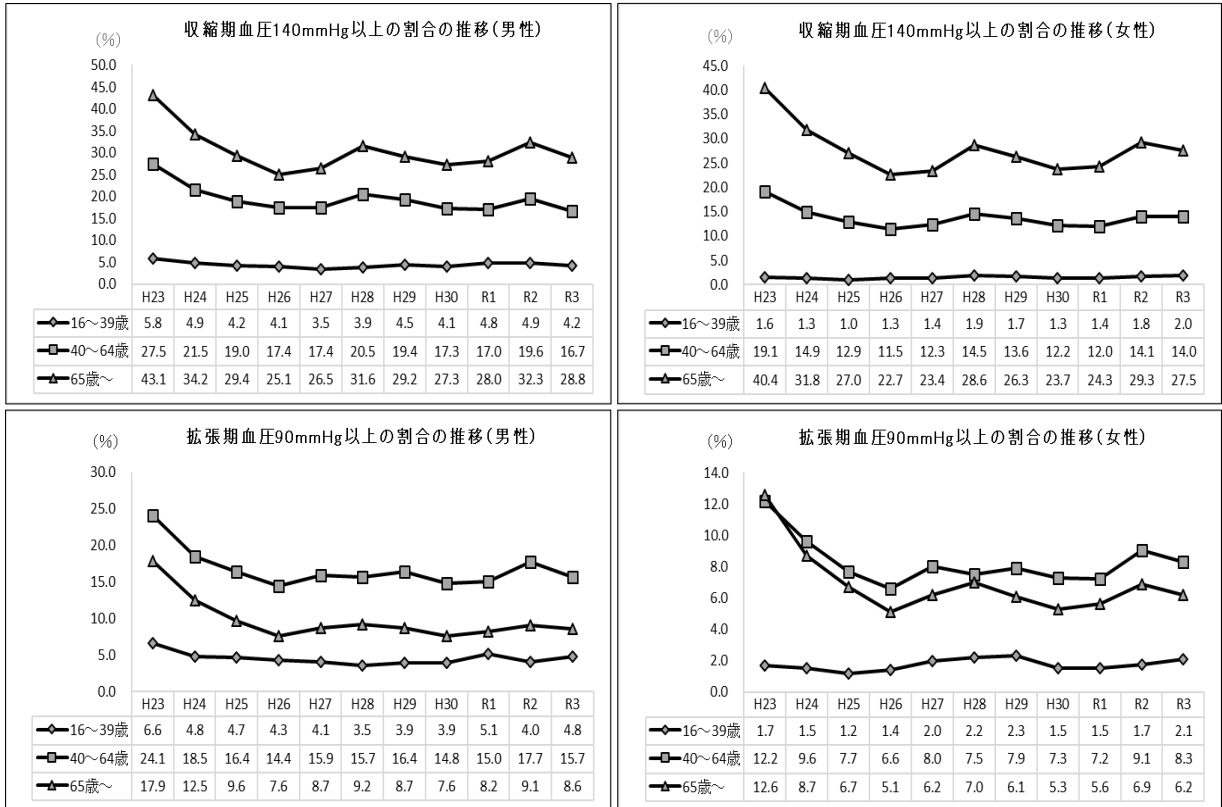 収縮期血圧140mmHg以上の割合の推移(男性)
(%)
50.0
45.0
40.0
35.0
30.0
25.0
20.0
15.0
10.0
5.0
0.0
H23 H24 H25 H26 H27 H28 H29 H30 R1 R2 R3
16～39歳 5.8 4.9 4.2 4.1 3.5 3.9 4.5 4.1 4.8 4.9 4.2
40～64歳 27.5 21.5 19.0 17.4 17.4 20.5 19.4 17.3 17.0 19.6 16.7
65歳～ 43.1 34.2 29.4 25.1 26.5 31.6 29.2 27.3 28.0 32.3 28.8
収縮期血圧140mmHg以上の割合の推移(女性)
(%)
45.0
40.0
35.0
30.0
25.0
20.0
15.0
10.0
5.0
0.0
H23 H24 H25 H26 H27 H28 H29 H30 R1 R2 R3
16～39歳 1.6 1.3 1.0 1.3 1.4 1.9 1.7 1.3 1.4 1.8 2.0
40～64歳 19.1 14.9 12.9 11.5 12.3 14.5 13.6 12.2 12.0 14.1 14.0
65歳～ 40.4 31.8 27.0 22.7 23.4 28.6 26.3 23.7 24.3 29.3 27.5
拡張期血圧90mmHg以上の割合の推移(男性)
(%)
30.0
25.0
20.0
15.0
10.0
5.0
0.0
H23 H24 H25 H26 H27 H28 H29 H30 R1 R2 R3
16～39歳 6.6 4.8 4.7 4.3 4.1 3.5 3.9 3.9 5.1 4.0 4.8
40～64歳 24.1 18.5 16.4 14.4 15.9 15.7 16.4 14.8 15.0 17.7 15.7
65歳～ 17.9 12.5 9.6 7.6 8.7 9.2 8.7 7.6 8.2 9.1 8.6
拡張期血圧90mmHg以上の割合の推移(女性)
(%)
14.0
12.0
10.0
8.0
6.0
4.0
2.0
0.0
H23 H24 H25 H26 H27 H28 H29 H30 R1 R2 R3
16～39歳 1.7 1.5 1.2 1.4 2.0 2.2 2.3 1.5 1.5 1.7 2.1
40～64歳 12.2 9.6 7.7 6.6 8.0 7.5 7.9 7.3 7.2 9.1 8.3
65歳～ 12.6 8.7 6.7 5.1 6.2 7.0 6.1 5.3 5.6 6.9 6.2